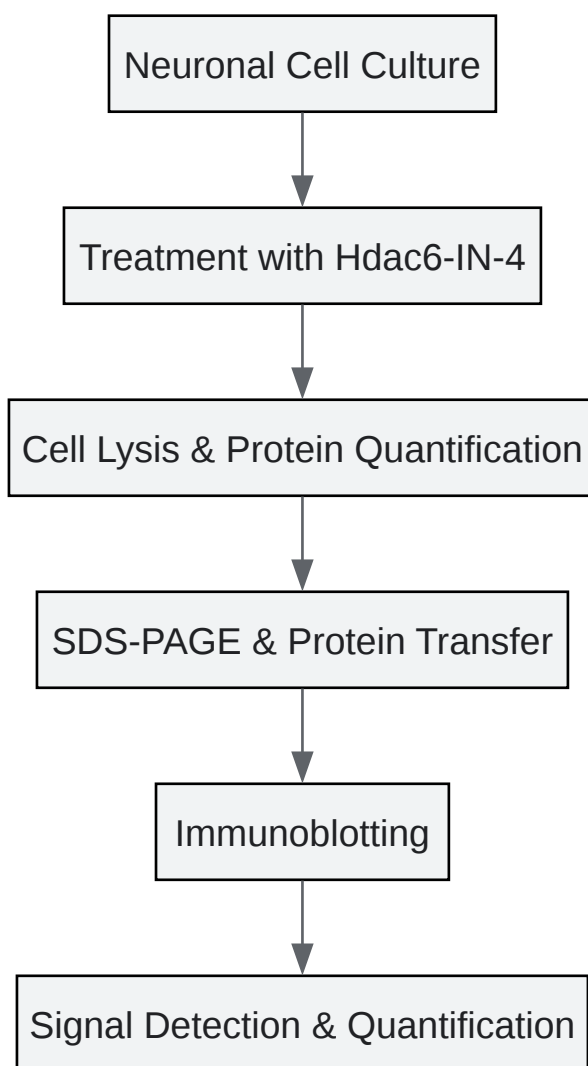 Neuronal Cell Culture
Treatment with Hdac6-IN-4
Cell Lysis & Protein Quantification
SDS-PAGE & Protein Transfer
Immunoblotting
Signal Detection & Quantification